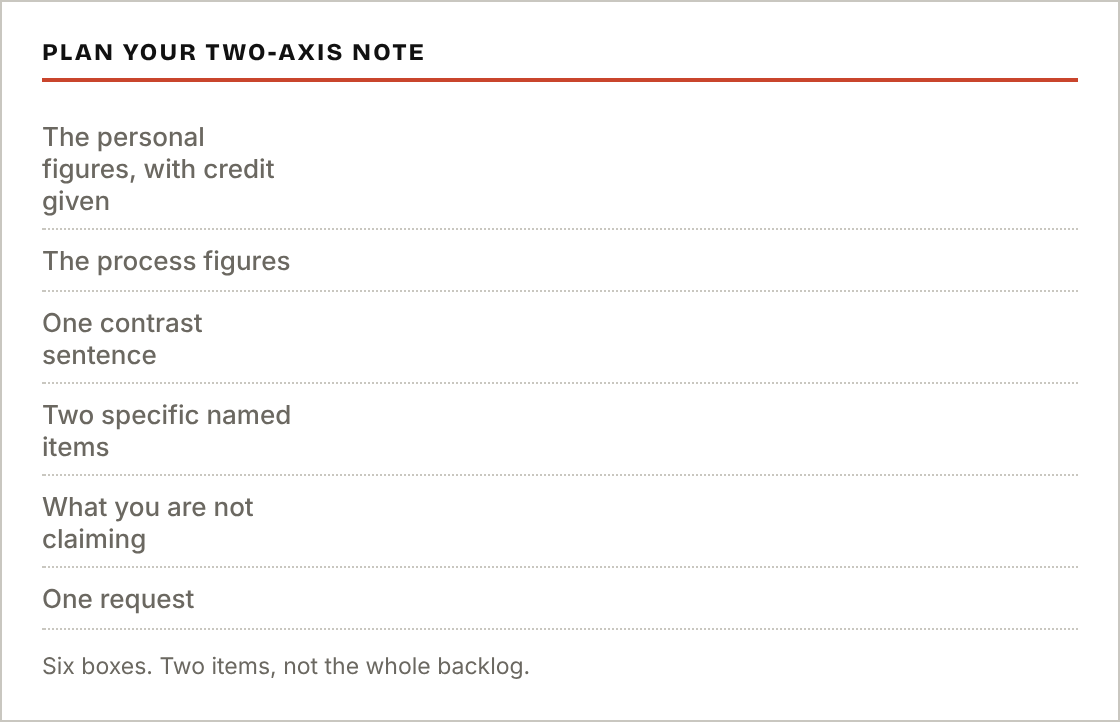 PLAN YOUR TWO-AXIS NOTE
The personal
figures, with credit
given
The process figures
One contrast
sentence
Two specific named
items
What you are not
claiming
One request
Six boxes. Two items, not the whole backlog.